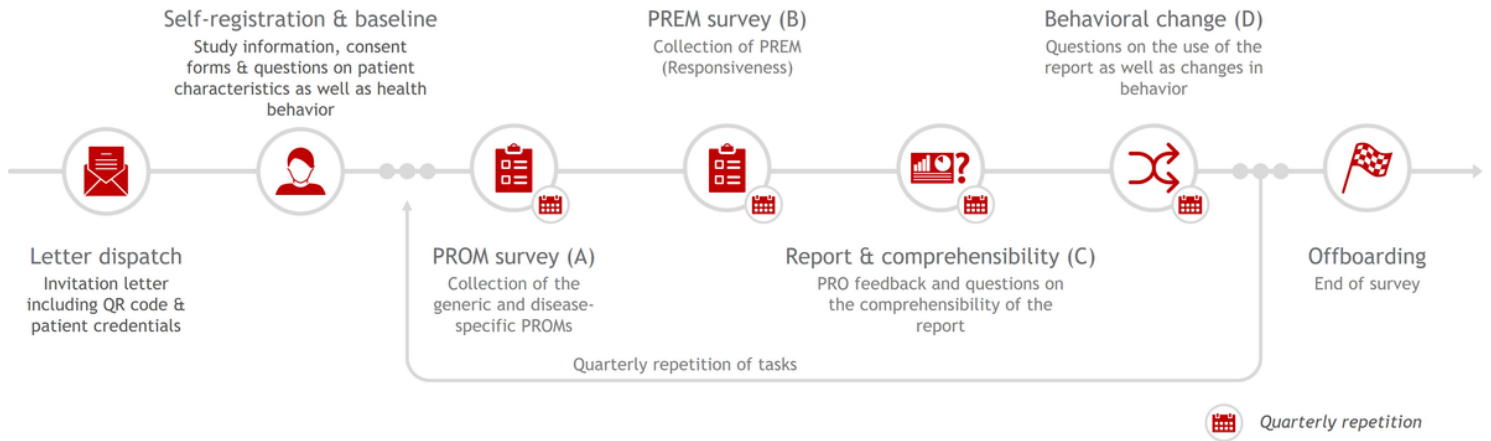 Self-registration & baseline
Study information, consent
forms & questions on patient
characteristics as well as health
behavior
PREM survey (B)
Collection of PREM
(Responsiveness)
Behavioral change (D)
Questions on the use of the
report as well as changes in
behavior
?
Letter dispatch
Invitation letter
including QR code &
patient credentials
PROM survey (A)
Collection of the
generic and disease-
specific PROMs
Report & comprehensibility (C)
PRO feedback and questions on
the comprehensibility of the
report
Offboarding
End of survey
Quarterly repetition of tasks
Quarterly repetition